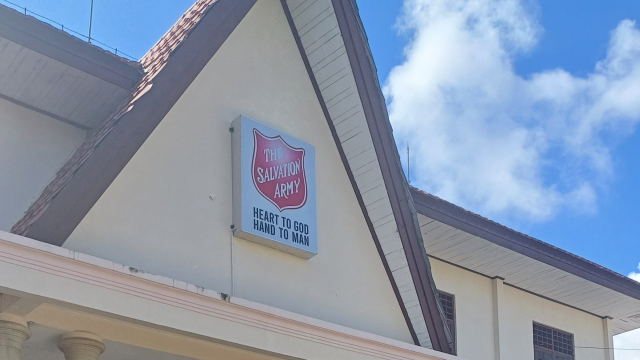 THE
SALVATION
ARMY
HEART TO GOD
HAND TO MAN